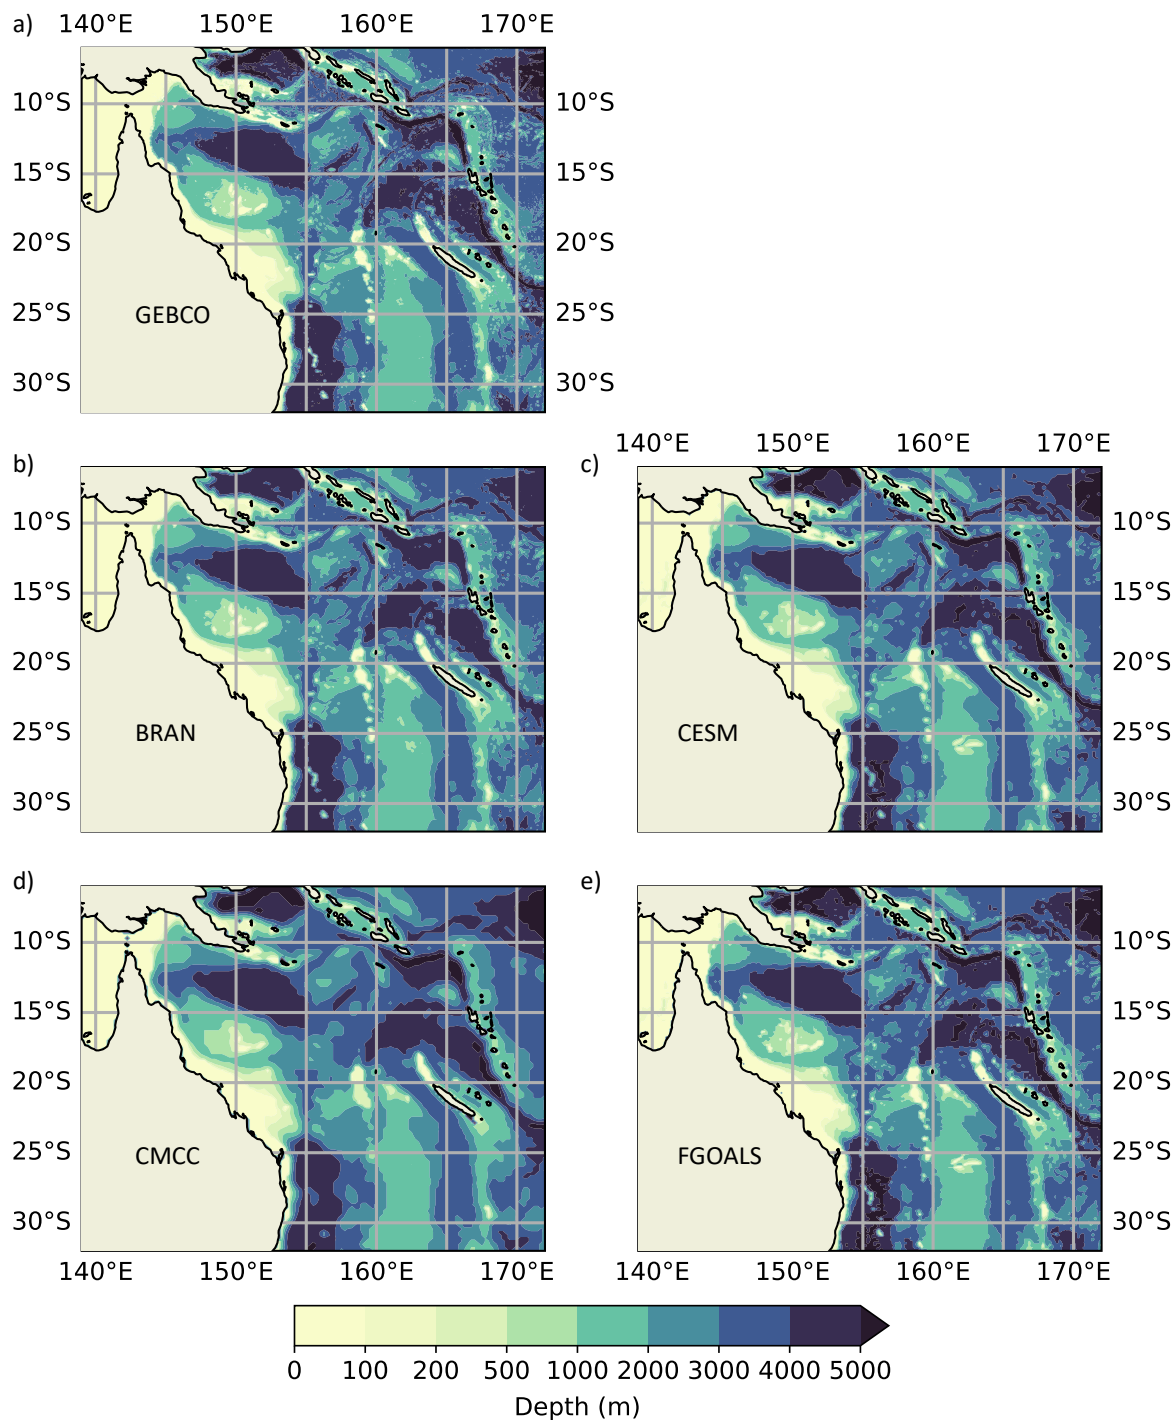 a) 140°E 150°E 160°E 170°E
10°S 10°S
15°S 15°S
20°S 20°S
25°S GEBCO 25°S
30°S 30°S
140°E 150°E 160°E 170°E
b) c)
10°S 10°S
15°S 15°S
20°S 20°S
25°S BRAN CESM 25°S
30°S 30°S
d) e)
10°S 10°S
15°S 15°S
20°S 20°S
25°S CMCC FGOALS 25°S
30°S 30°S
140°E 150°E 160°E 170°E 140°E 150°E 160°E 170°E
0 100 200 500 1000 2000 3000 4000 5000
Depth (m)